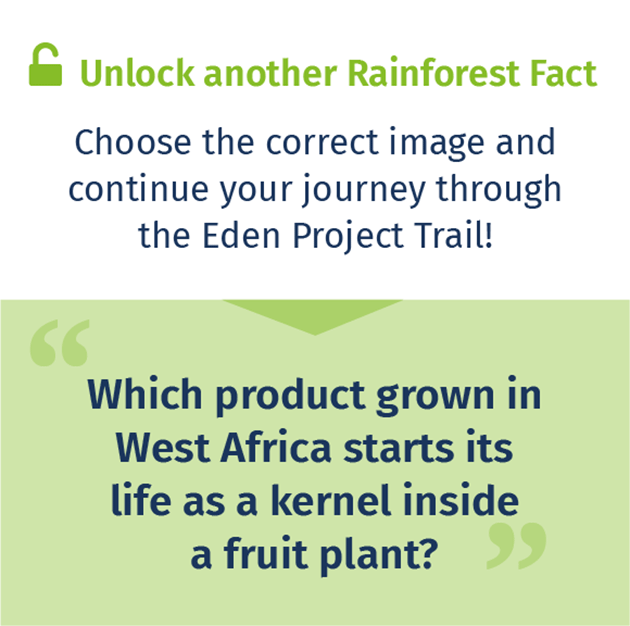 Unlock another Rainforest Fact
Choose the correct image and
continue your journey through
the Eden Project Trail!
“
Which product grown in
West Africa starts its
life as a kernel inside
a fruit plant? ”